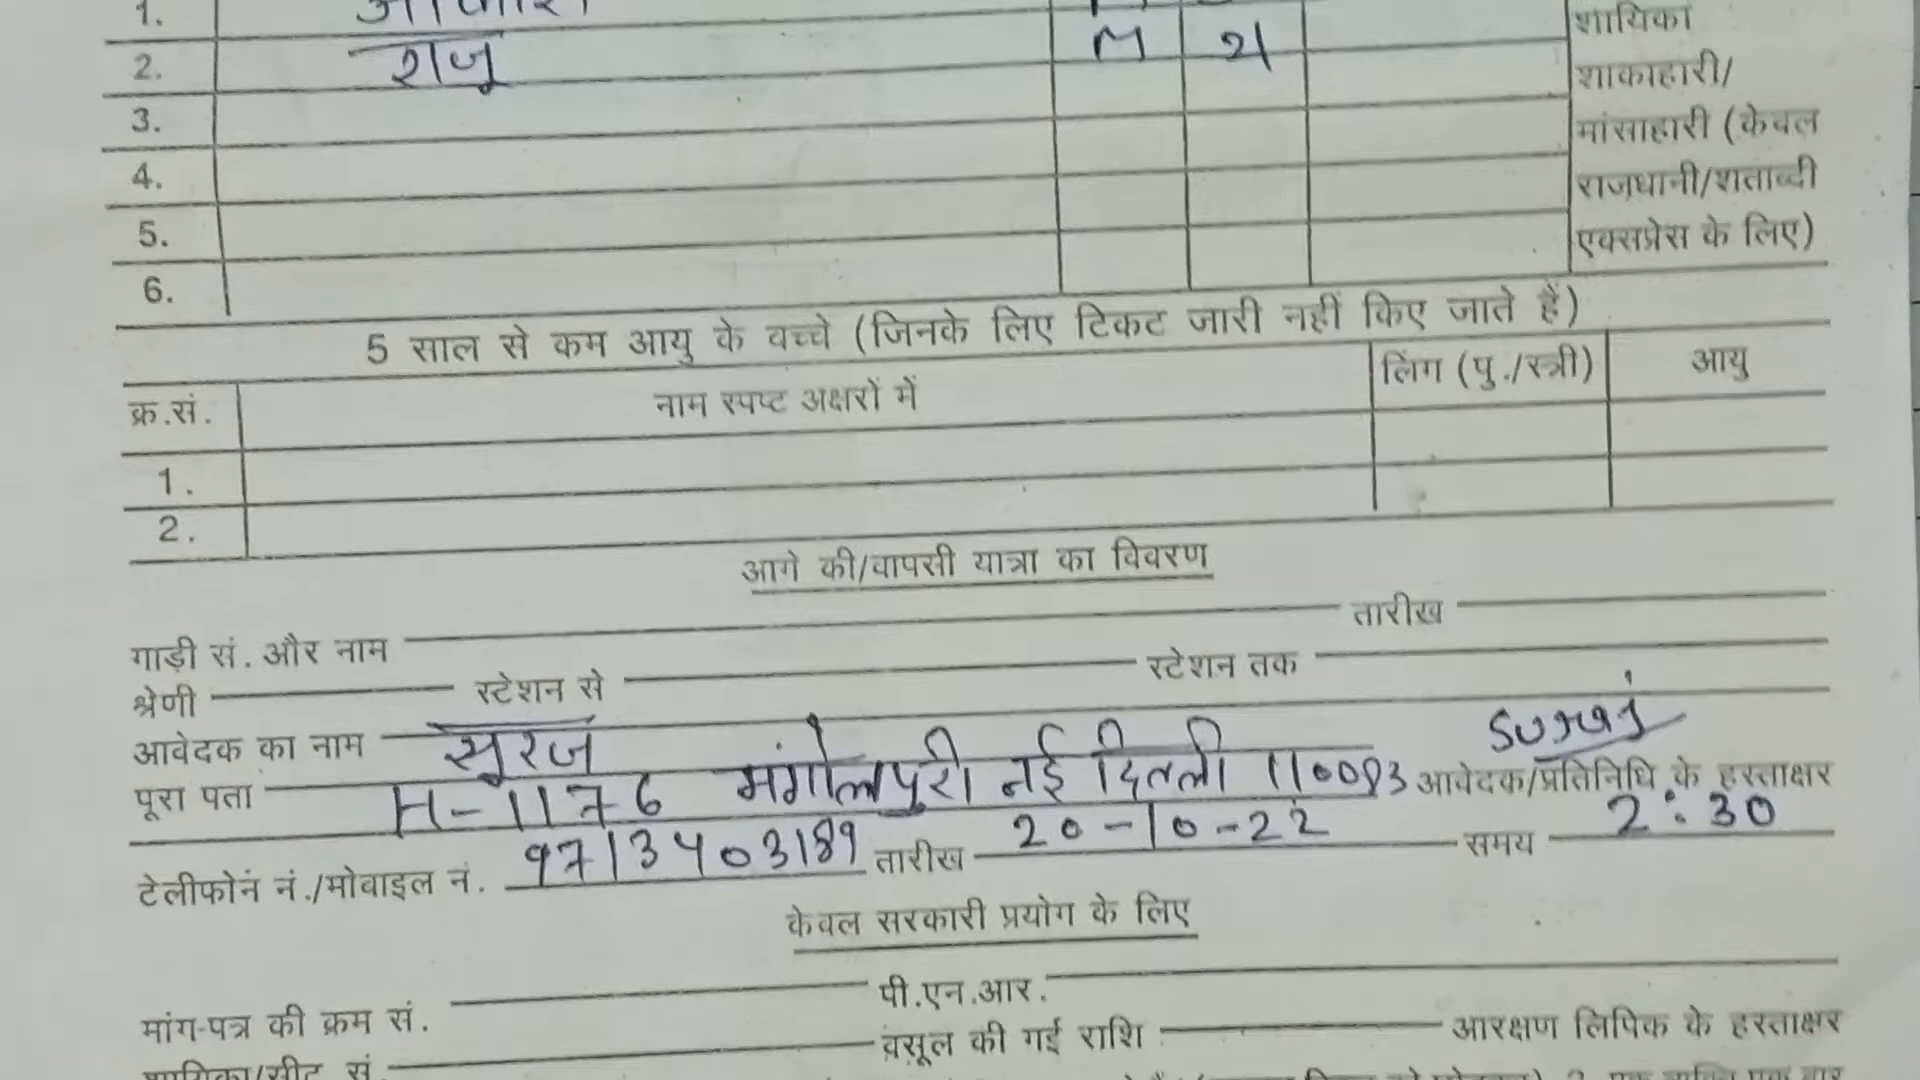 1.
2. राजू M 21 शायिका
3. शाकाहारी/
4. मांसाहारी (केवल
5. राजधानी/शताब्दी
6. एक्सप्रेस के लिए)
5 साल से कम आयु के बच्चे (जिनके लिए टिकट जारी नहीं किए जाते हैं)
क्र.सं. नाम स्पष्ट अक्षरों में लिंग (पु./स्त्री) आयु
1.
2.
आगे की/वापसी यात्रा का विवरण
गाड़ी सं. और नाम तारीख
श्रेणी स्टेशन से स्टेशन तक
आवेदक का नाम सूरज Suraj
पूरा पता H-1176 मंगोलपुरी नई दिल्ली 110083 आवेदक/प्रतिनिधि के हस्ताक्षर
टेलीफोन नं./मोबाइल नं. 9713403189 तारीख 20-10-22 समय 2:30
केवल सरकारी प्रयोग के लिए
मांग-पत्र की क्रम सं. पी.एन.आर.
शायिका/सीट सं. वसूल की गई राशि आरक्षण लिपिक के हस्ताक्षर